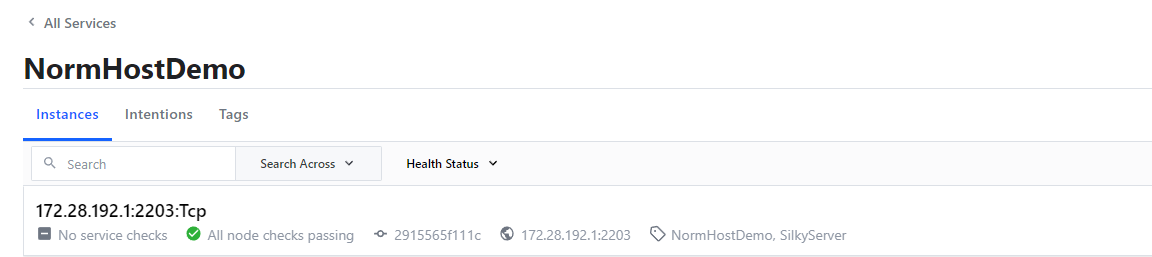 All Services
NormHostDemo
Instances Intentions Tags
Search Search Across Health Status
172.28.192.1:2203:Tcp
No service checks All node checks passing 2915565f111c 172.28.192.1:2203 NormHostDemo, SilkyServer